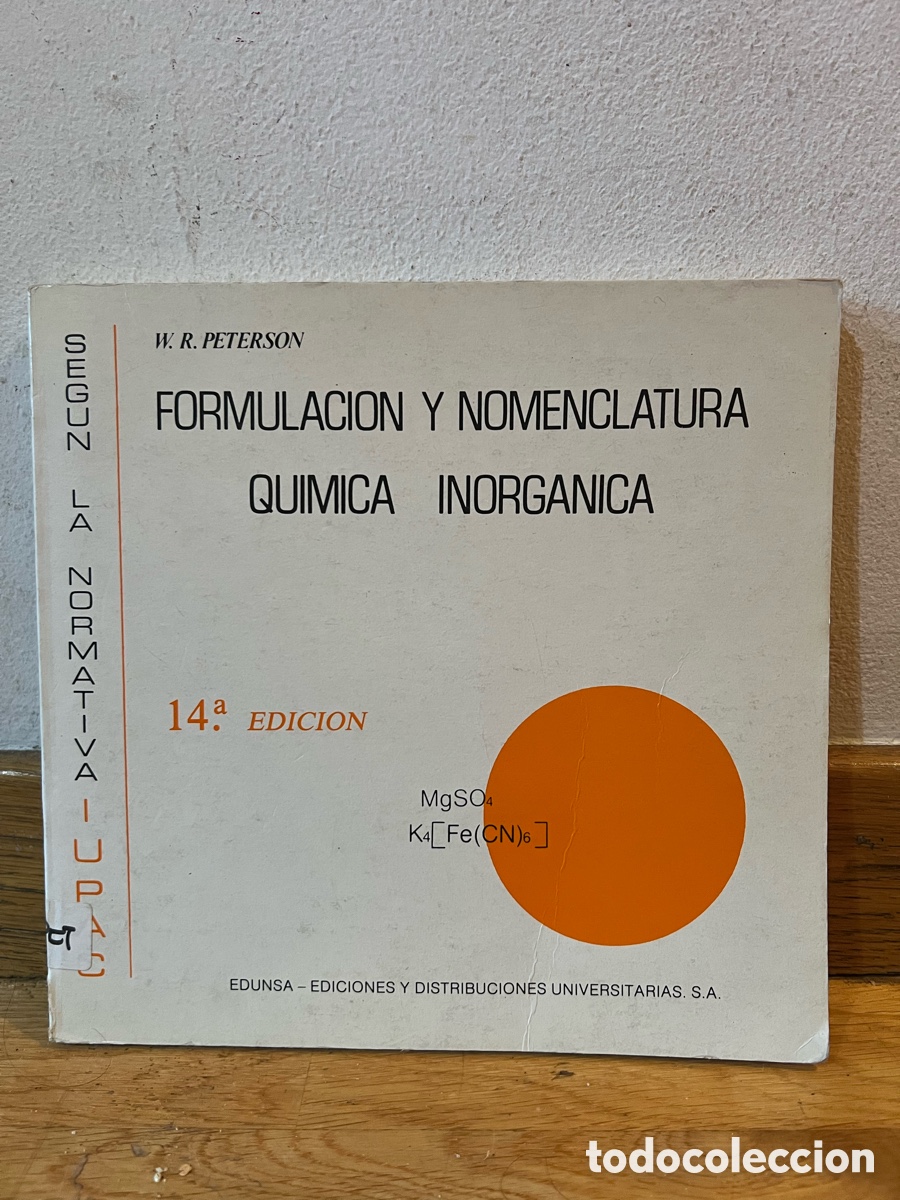 W. R. PETERSON
FORMULACION Y NOMENCLATURA
QUIMICA INORGANICA
SEGUN LA NORMATIVA IUPAC
14.ª EDICION
MgSO4
K4[Fe(CN)6]
EDUNSA – EDICIONES Y DISTRIBUCIONES UNIVERSITARIAS. S.A.
todocoleccion